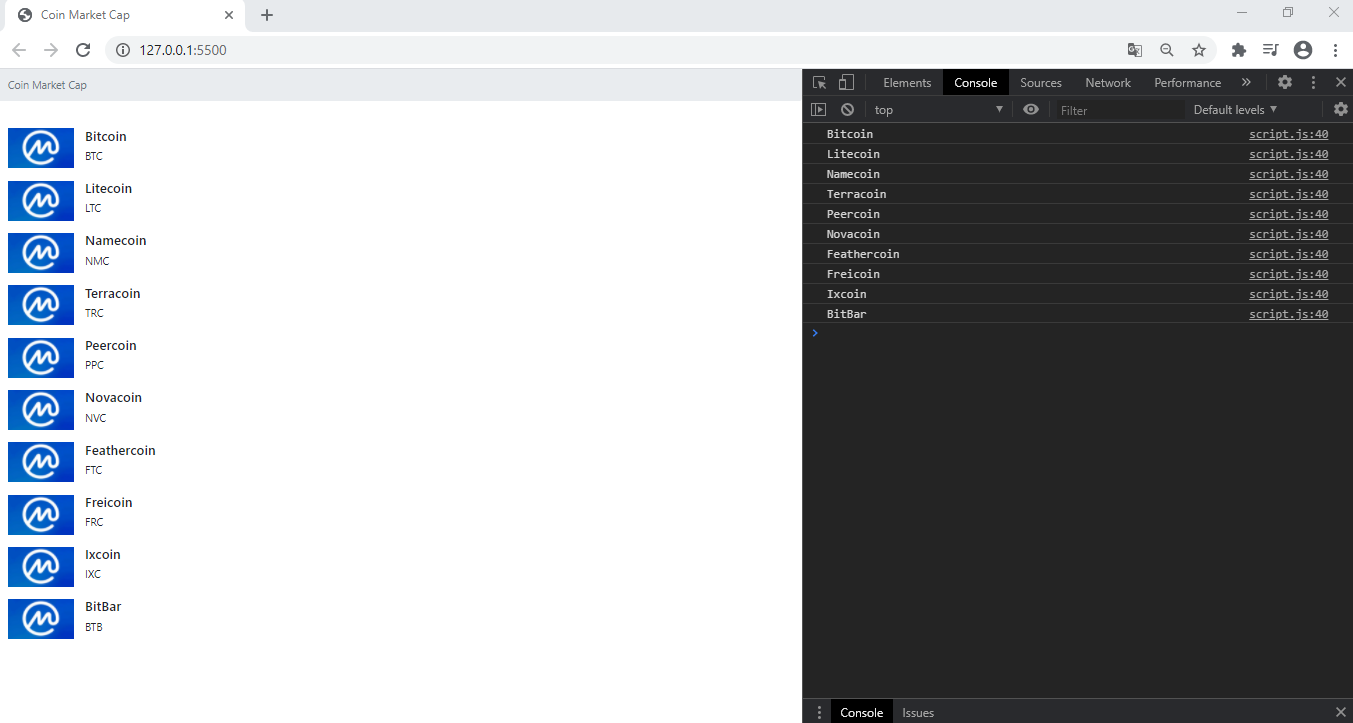 Coin Market Cap
127.0.0.1:5500
Coin Market Cap
Bitcoin
BTC
Litecoin
LTC
Namecoin
NMC
Terracoin
TRC
Peercoin
PPC
Novacoin
NVC
Feathercoin
FTC
Freicoin
FRC
Ixcoin
IXC
BitBar
BTB
Elements Console Sources Network Performance
top Filter Default levels
Bitcoin script.js:40
Litecoin script.js:40
Namecoin script.js:40
Terracoin script.js:40
Peercoin script.js:40
Novacoin script.js:40
Feathercoin script.js:40
Freicoin script.js:40
Ixcoin script.js:40
BitBar script.js:40
Console Issues